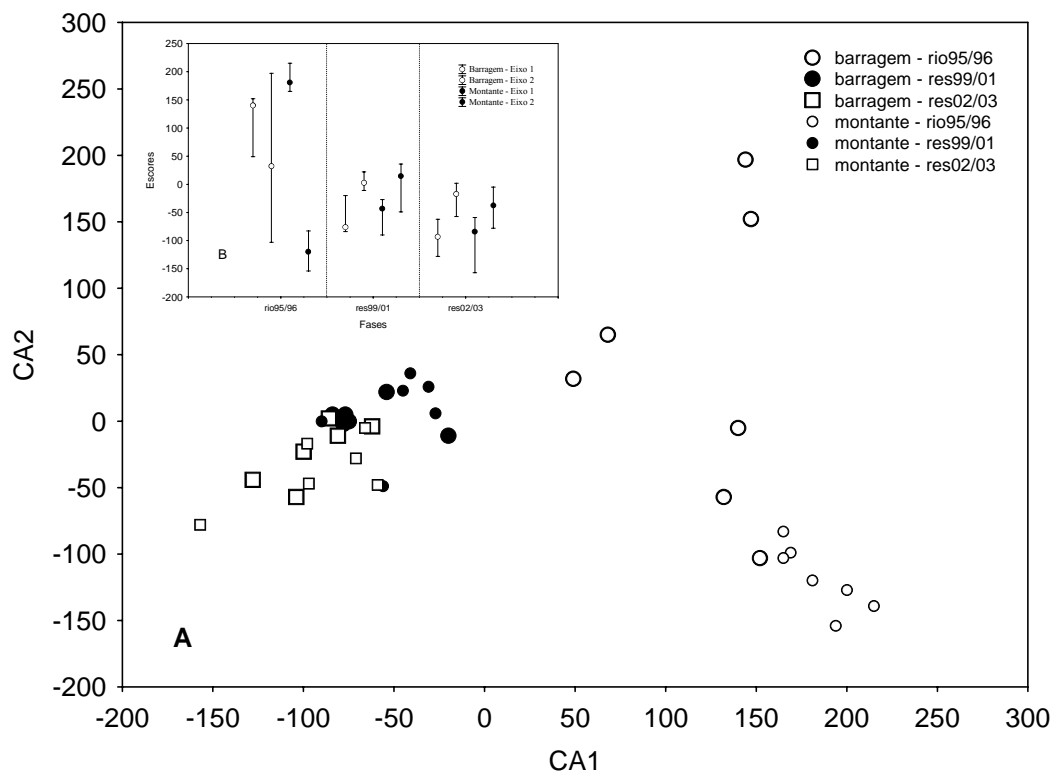 300
250
200
150
100
50
0
-50
-100
-150
-200
CA2
-200 -150 -100 -50 0 50 100 150 200 250 300
CA1
A
barragem - rio95/96
barragem - res99/01
barragem - res02/03
montante - rio95/96
montante - res99/01
montante - res02/03
250
200
150
100
50
0
-50
-100
-150
-200
Escores
B
Barragem - Eixo 1
Barragem - Eixo 2
Montante - Eixo 1
Montante - Eixo 2
rio95/96 res99/01 res02/03
Fases